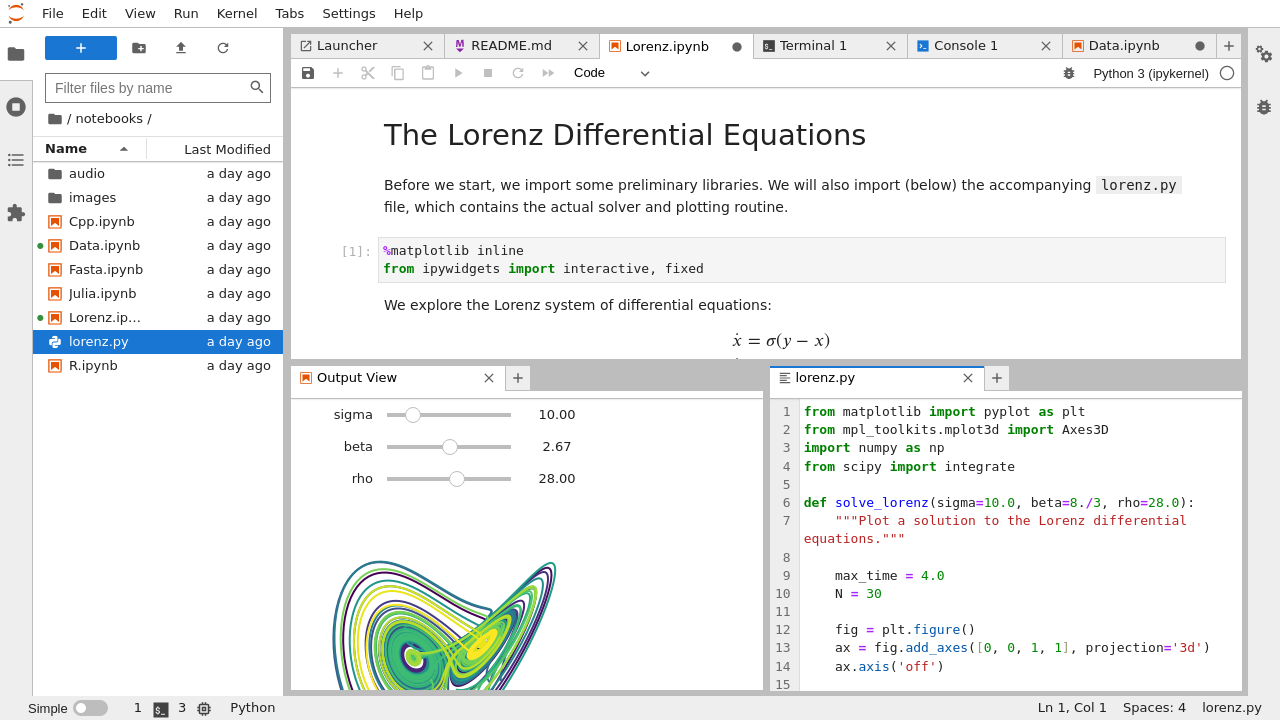 File Edit View Run Kernel Tabs Settings Help
Filter files by name
/ notebooks /
Name Last Modified
audio a day ago
images a day ago
Cpp.ipynb a day ago
Data.ipynb a day ago
Fasta.ipynb a day ago
Julia.ipynb a day ago
Lorenz.ip… a day ago
lorenz.py a day ago
R.ipynb a day ago
Launcher README.md Lorenz.ipynb Terminal 1 Console 1 Data.ipynb
Code Python 3 (ipykernel)
The Lorenz Differential Equations
Before we start, we import some preliminary libraries. We will also import (below) the accompanying lorenz.py
file, which contains the actual solver and plotting routine.
[1]: %matplotlib inline
from ipywidgets import interactive, fixed
We explore the Lorenz system of differential equations:
ẋ = σ(y − x)
Output View
sigma 10.00
beta 2.67
rho 28.00
lorenz.py
1 from matplotlib import pyplot as plt
2 from mpl_toolkits.mplot3d import Axes3D
3 import numpy as np
4 from scipy import integrate
5
6 def solve_lorenz(sigma=10.0, beta=8./3, rho=28.0):
7     """Plot a solution to the Lorenz differential
equations."""
8
9     max_time = 4.0
10     N = 30
11
12     fig = plt.figure()
13     ax = fig.add_axes([0, 0, 1, 1], projection='3d')
14     ax.axis('off')
15
Simple 1 3 Python Ln 1, Col 1 Spaces: 4 lorenz.py